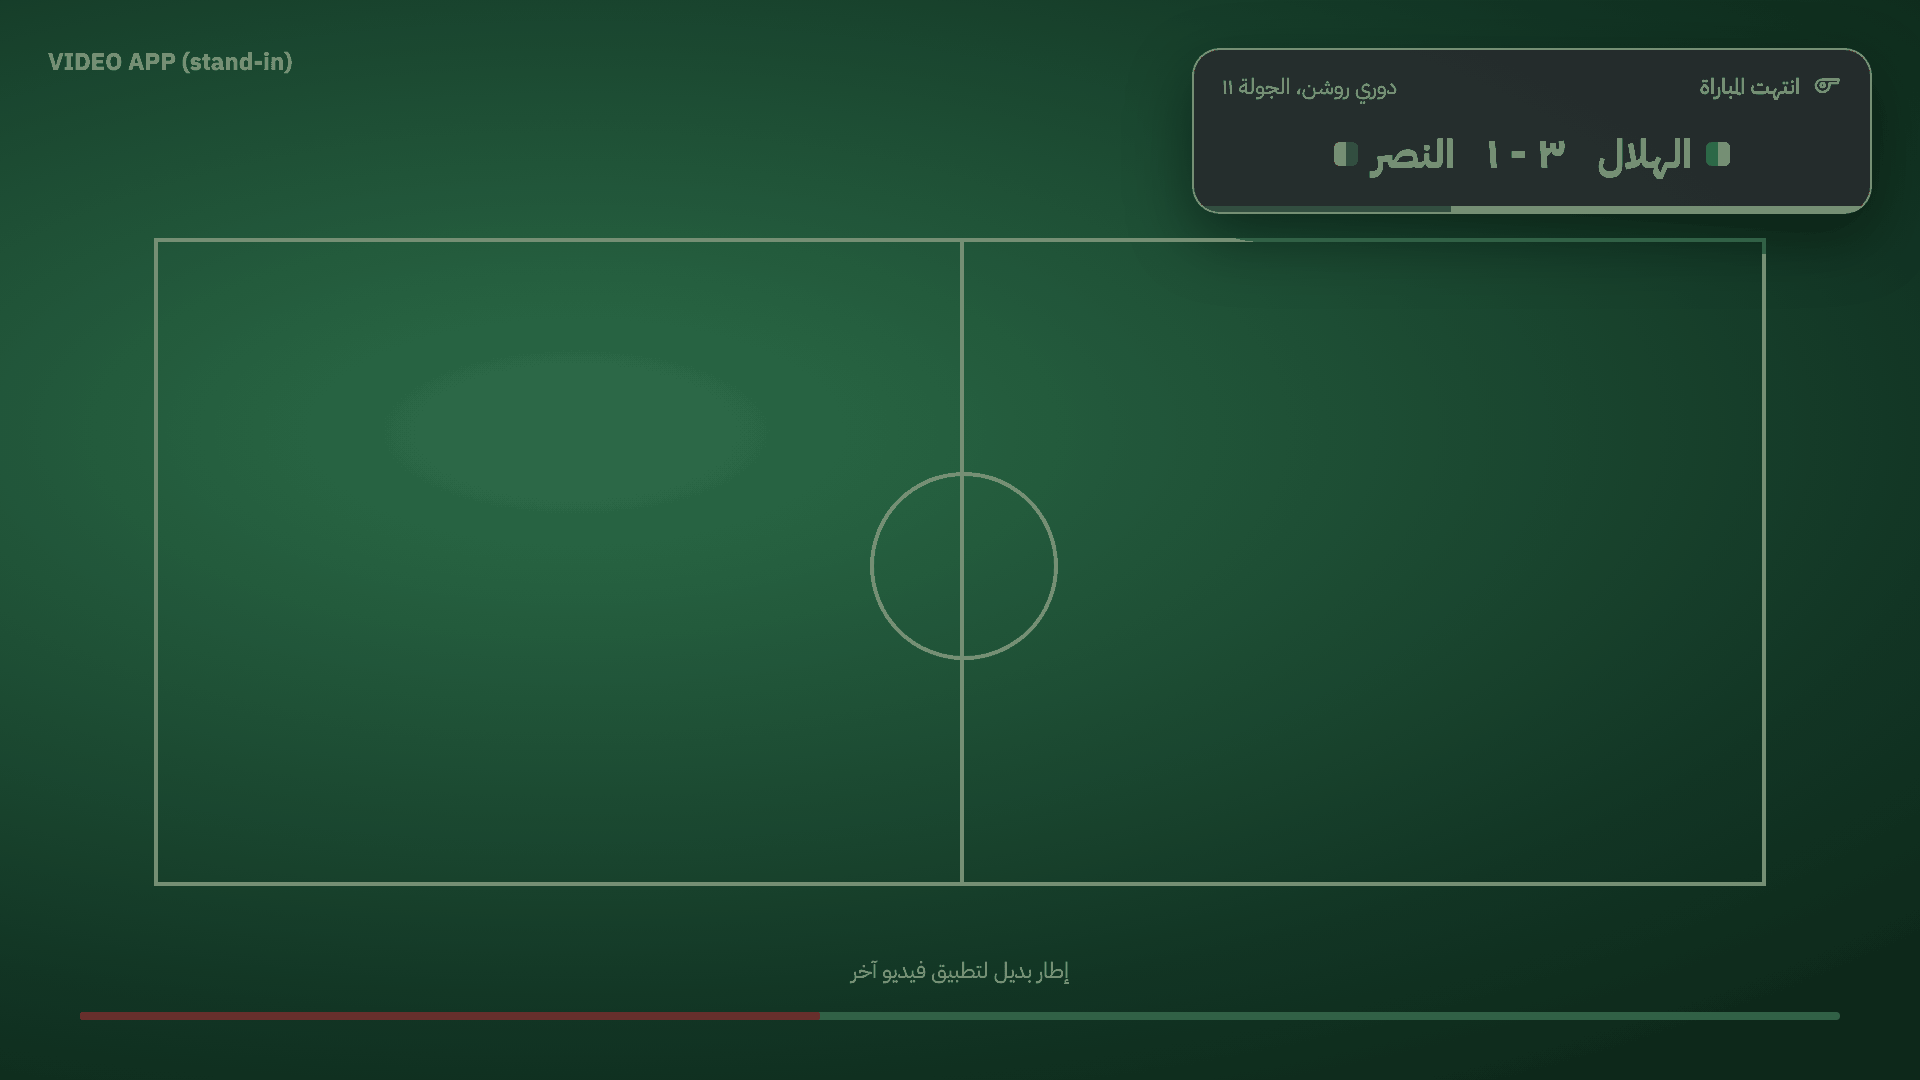 VIDEO APP (stand-in)
انتهت المباراة
دوري روشن، الجولة ١١
الهلال ٣ - ١ النصر
إطار بديل لتطبيق فيديو آخر